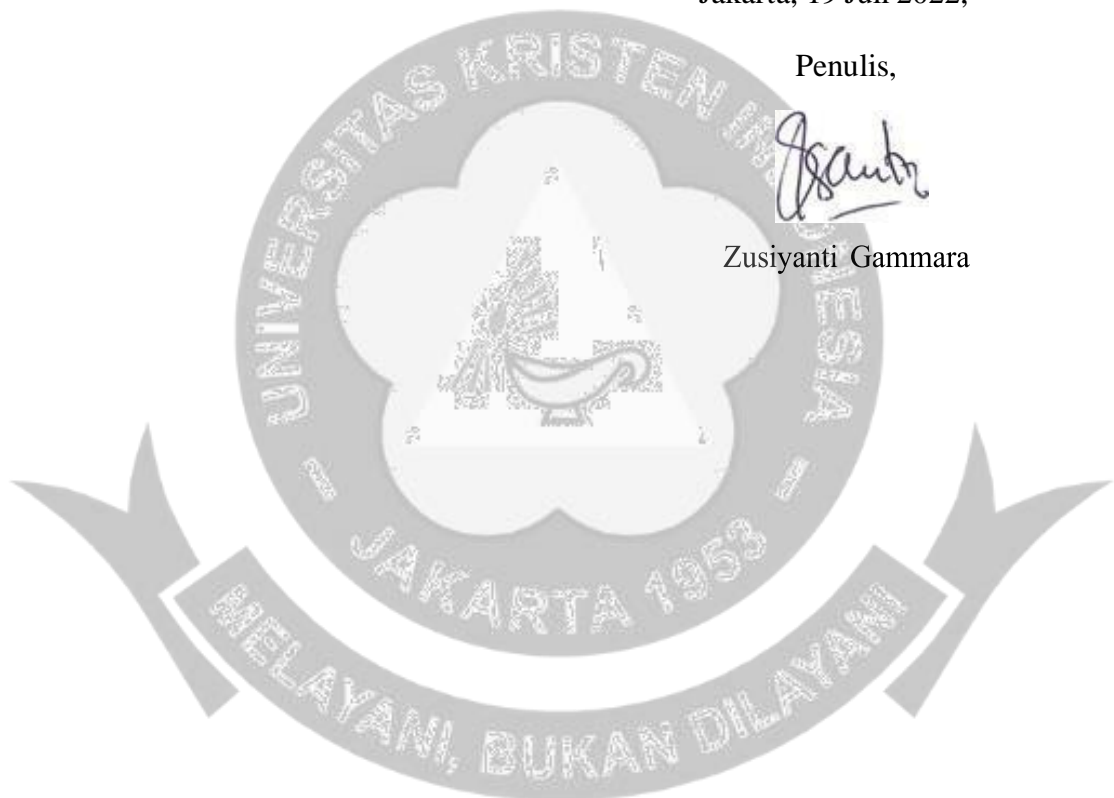 Jakarta, 19 Juli 2022,
Penulis,
Zusiyanti Gammara
UNIVERSITAS KRISTEN INDONESIA
- JAKARTA 1953 -
MELAYANI, BUKAN DILAYANI